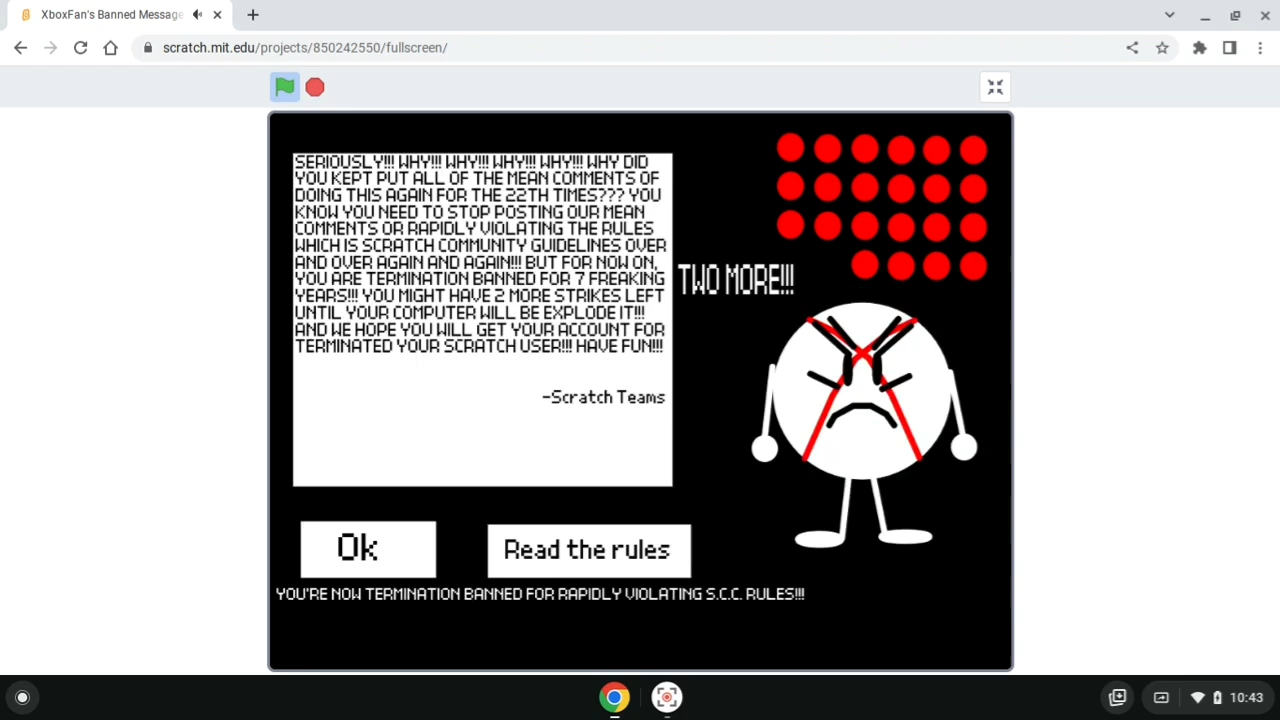 XboxFan's Banned Message
scratch.mit.edu/projects/850242550/fullscreen/
SERIOUSLY!!! WHY!!! WHY!!! WHY!!! WHY!!! WHY DID
YOU KEPT PUT ALL OF THE MEAN COMMENTS OF
DOING THIS AGAIN FOR THE 22TH TIMES??? YOU
KNOW YOU NEED TO STOP POSTING OUR MEAN
COMMENTS OR RAPIDLY VIOLATING THE RULES
WHICH IS SCRATCH COMMUNITY GUIDELINES OVER
AND OVER AGAIN AND AGAIN!!! BUT FOR NOW ON,
YOU ARE TERMINATION BANNED FOR 7 FREAKING
YEARS!!! YOU MIGHT HAVE 2 MORE STRIKES LEFT
UNTIL YOUR COMPUTER WILL BE EXPLODE IT!!!
AND WE HOPE YOU WILL GET YOUR ACCOUNT FOR
TERMINATED YOUR SCRATCH USER!!! HAVE FUN!!!
-Scratch Teams
TWO MORE!!!
Ok
Read the rules
YOU'RE NOW TERMINATION BANNED FOR RAPIDLY VIOLATING S.C.C. RULES!!!
10:43